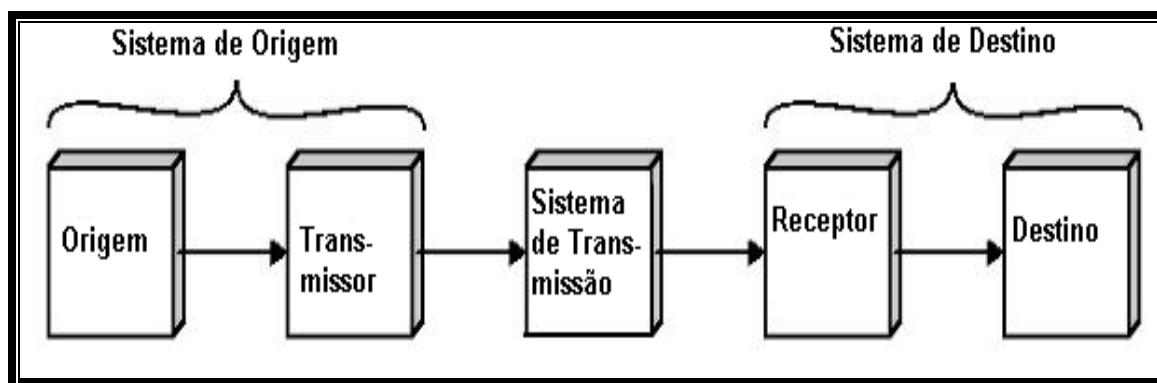 Sistema de Origem
Sistema de Destino
Origem
Trans-
missor
Sistema
de Trans-
missão
Receptor
Destino